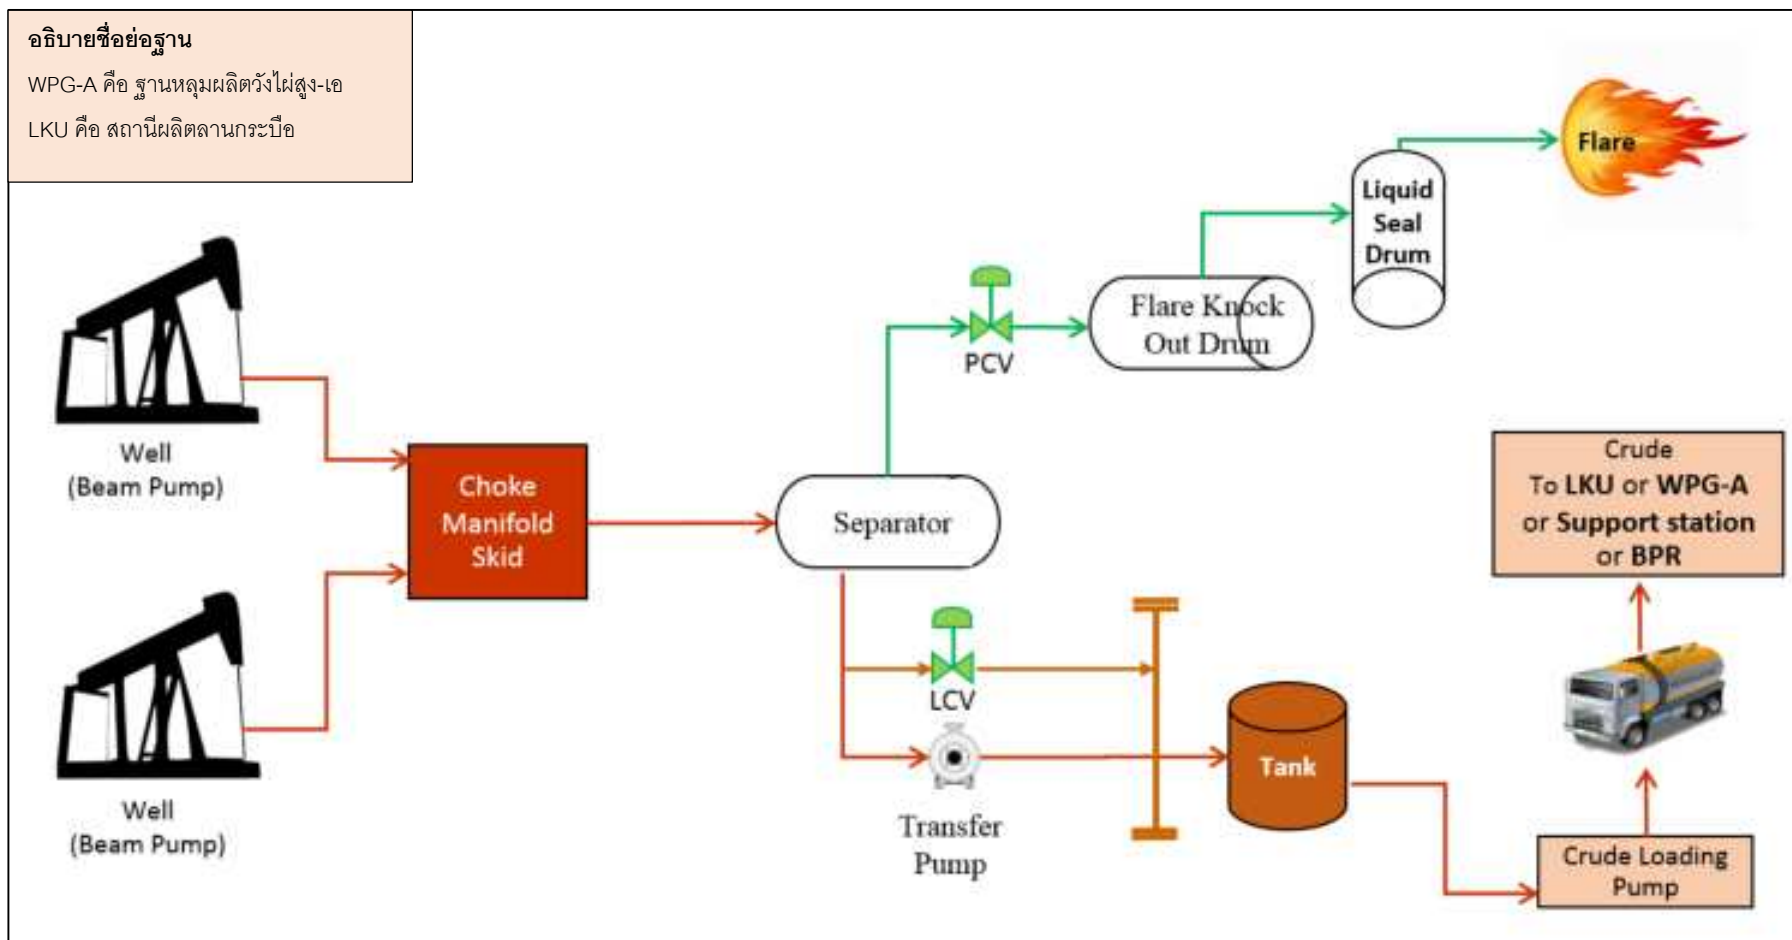 อธิบายชื่อย่อฐาน
WPG-A คือ ฐานหลุมผลิตวังไผ่สูง-เอ
LKU คือ สถานีผลิตลานกระบือ
Flare
Liquid
Seal
Drum
Flare Knock
Out Drum
PCV
Well
(Beam Pump)
Choke
Manifold
Skid
Separator
Crude
To LKU or WPG-A
or Support station
or BPR
LCV
Tank
Well
(Beam Pump)
Transfer
Pump
Crude Loading
Pump